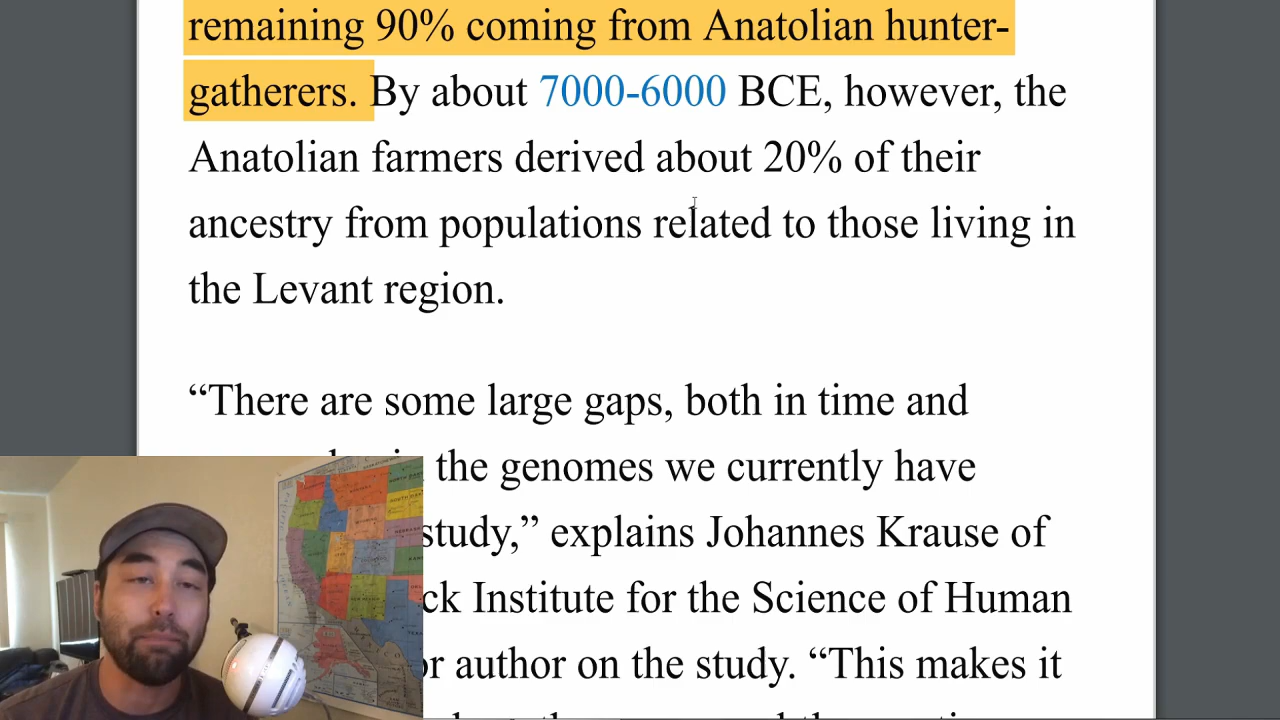 remaining 90% coming from Anatolian hunter-
gatherers. By about 7000-6000 BCE, however, the
Anatolian farmers derived about 20% of their
ancestry from populations related to those living in
the Levant region.
“There are some large gaps, both in time and
the genomes we currently have
study,” explains Johannes Krause of
ck Institute for the Science of Human
author on the study. “This makes it